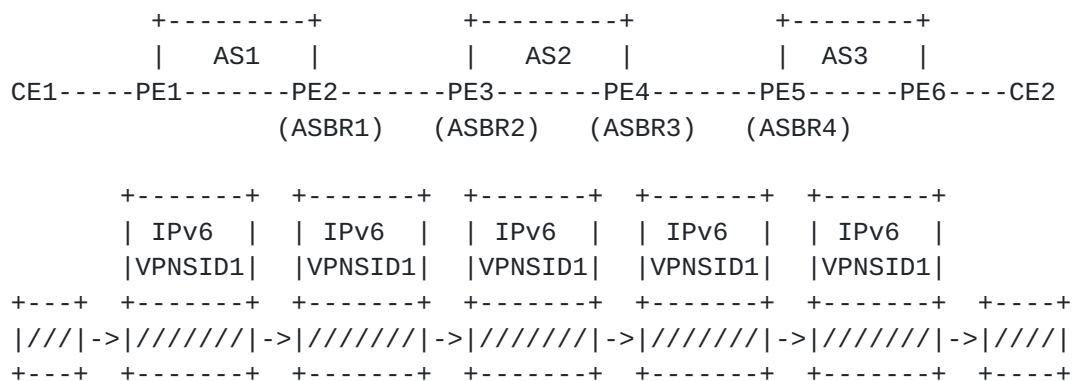 +---------+         +---------+         +--------+
|   AS1   |         |   AS2   |         |  AS3   |
CE1-----PE1-------PE2-------PE3-------PE4-------PE5------PE6----CE2
(ASBR1)   (ASBR2)   (ASBR3)   (ASBR4)
+-------+  +-------+  +-------+  +-------+  +-------+
| IPv6  |  | IPv6  |  | IPv6  |  | IPv6  |  | IPv6  |
|VPNSID1|  |VPNSID1|  |VPNSID1|  |VPNSID1|  |VPNSID1|
+---+  +-------+  +-------+  +-------+  +-------+  +-------+  +----+
|///|->|///////|->|///////|->|///////|->|///////|->|///////|->|////|
+---+  +-------+  +-------+  +-------+  +-------+  +-------+  +----+